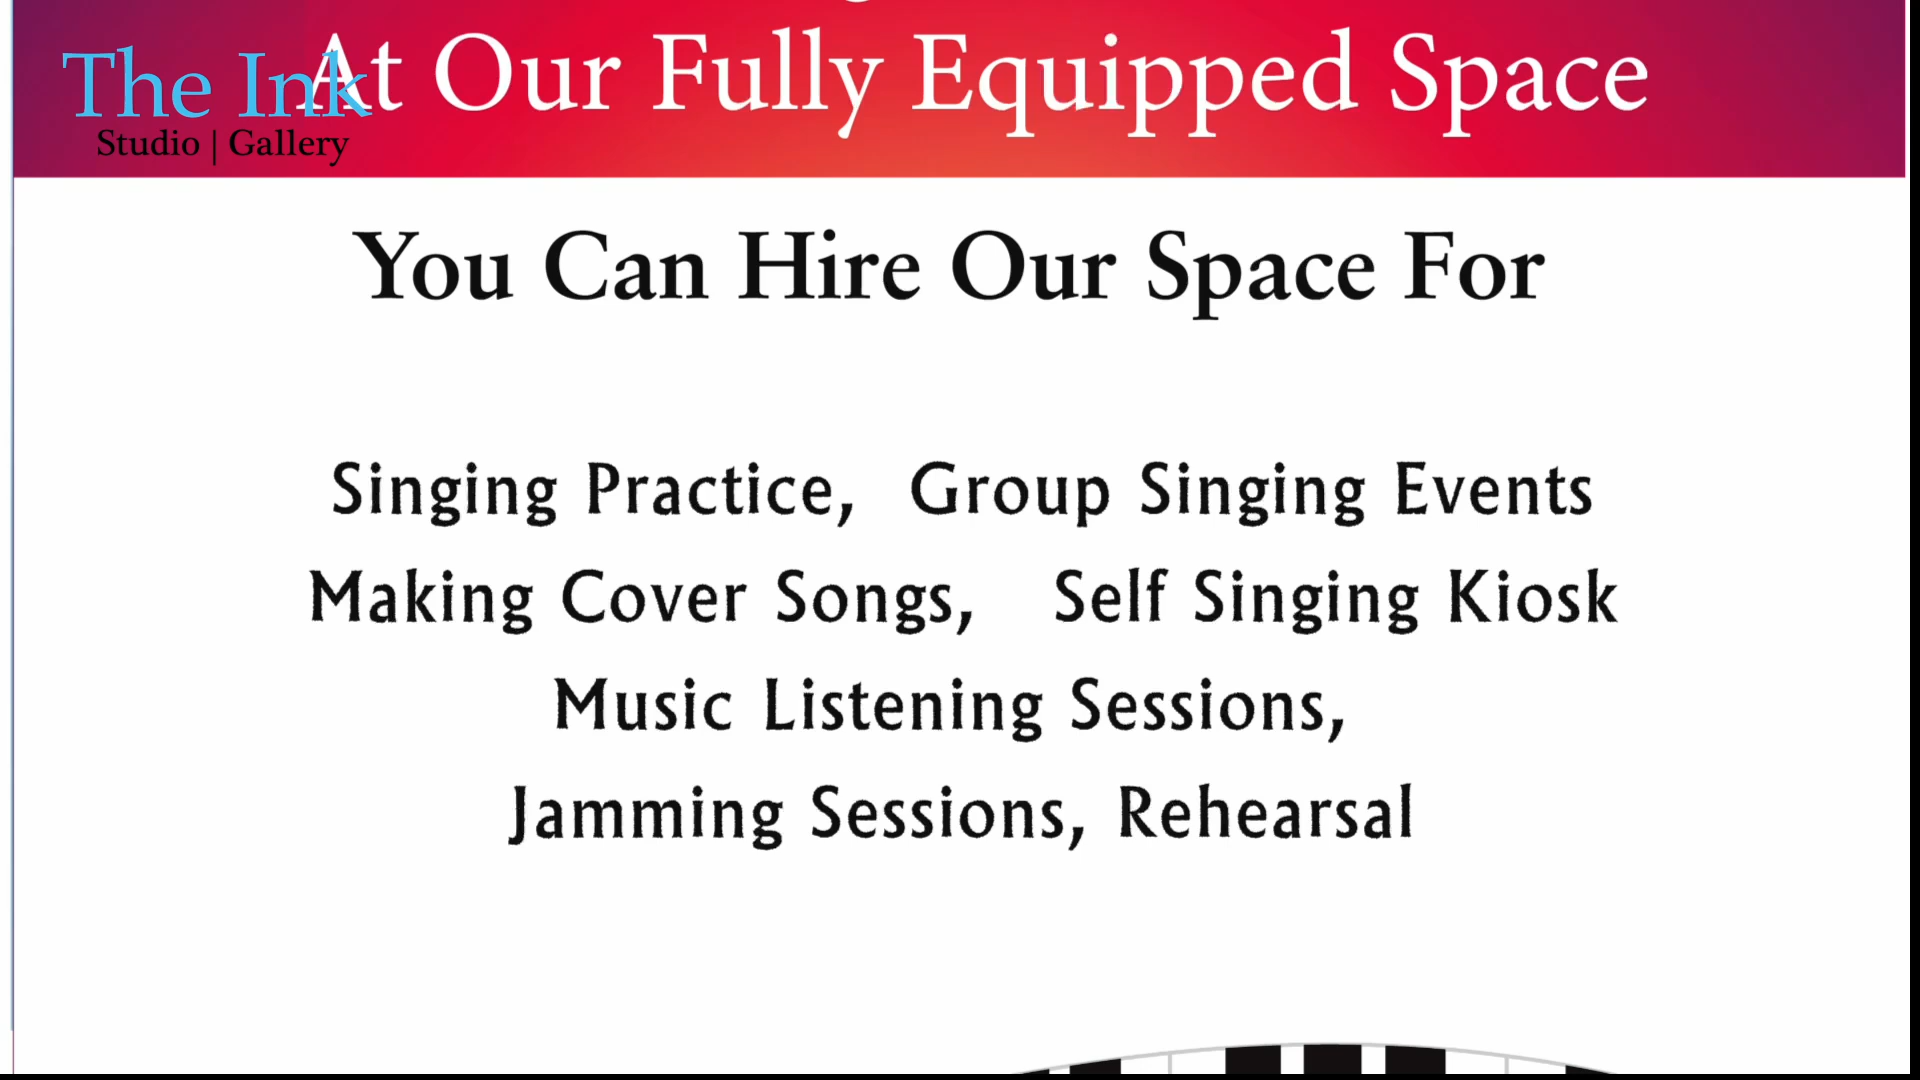 At Our Fully Equipped Space
The Ink
Studio | Gallery
You Can Hire Our Space For
Singing Practice, Group Singing Events
Making Cover Songs, Self Singing Kiosk
Music Listening Sessions,
Jamming Sessions, Rehearsal